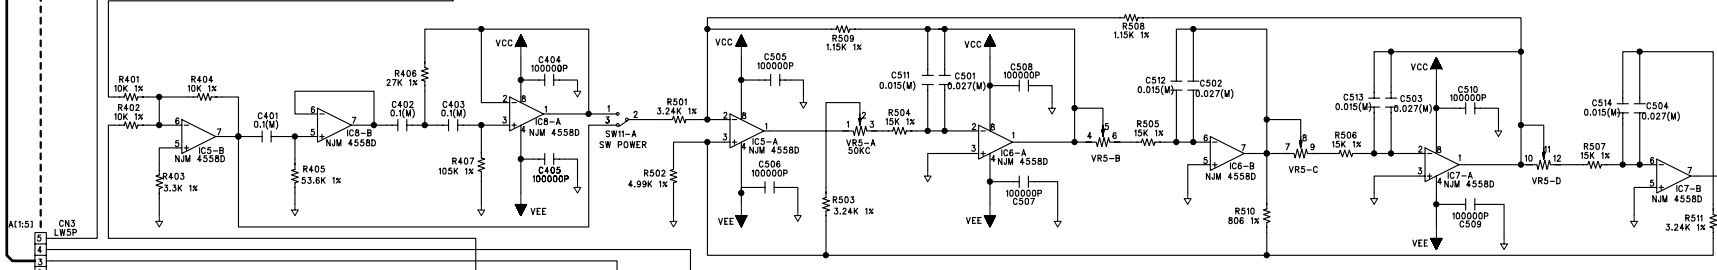 R401
10K 1%
R404
10K 1%
R402
10K 1%
6
5
7
IC5-B
NJM 4558D
R403
3.3K 1%
C401
0.1(M)
R405
53.6K 1%
6
5
7
IC8-B
NJM 4558D
C402
0.1(M)
R406
27K 1%
C403
0.1(M)
R407
105K 1%
VCC
C404
100000P
2
3
8
4
1
IC8-A
NJM 4558D
C405
100000P
VEE
1
3
2
SW11-A
SW POWER
R501
3.24K 1%
R502
4.99K 1%
VCC
C505
100000P
2
3
8
4
1
IC5-A
NJM 4558D
C506
100000P
VEE
R509
1.15K 1%
R503
3.24K 1%
1
2
3
VR5-A
50KC
R504
15K 1%
C511
0.015(M)
C501
0.027(M)
VCC
C508
100000P
2
3
8
4
1
IC6-A
NJM 4558D
100000P
C507
VEE
R508
1.15K 1%
4
5
6
VR5-B
R505
15K 1%
C512
0.015(M)
C502
0.027(M)
6
5
7
IC6-B
NJM 4558D
R510
806 1%
7
8
9
VR5-C
R506
15K 1%
C513
0.015(M)
C503
0.027(M)
VCC
C510
100000P
2
3
8
4
1
IC7-A
NJM 4558D
100000P
C509
VEE
10
11
12
VR5-D
R507
15K 1%
C514
0.015(M)
C504
0.027(M)
6
5
7
IC7-B
NJM 4558D
R511
3.24K 1%
A[1:5]
CN3
LW5P
5
4
3